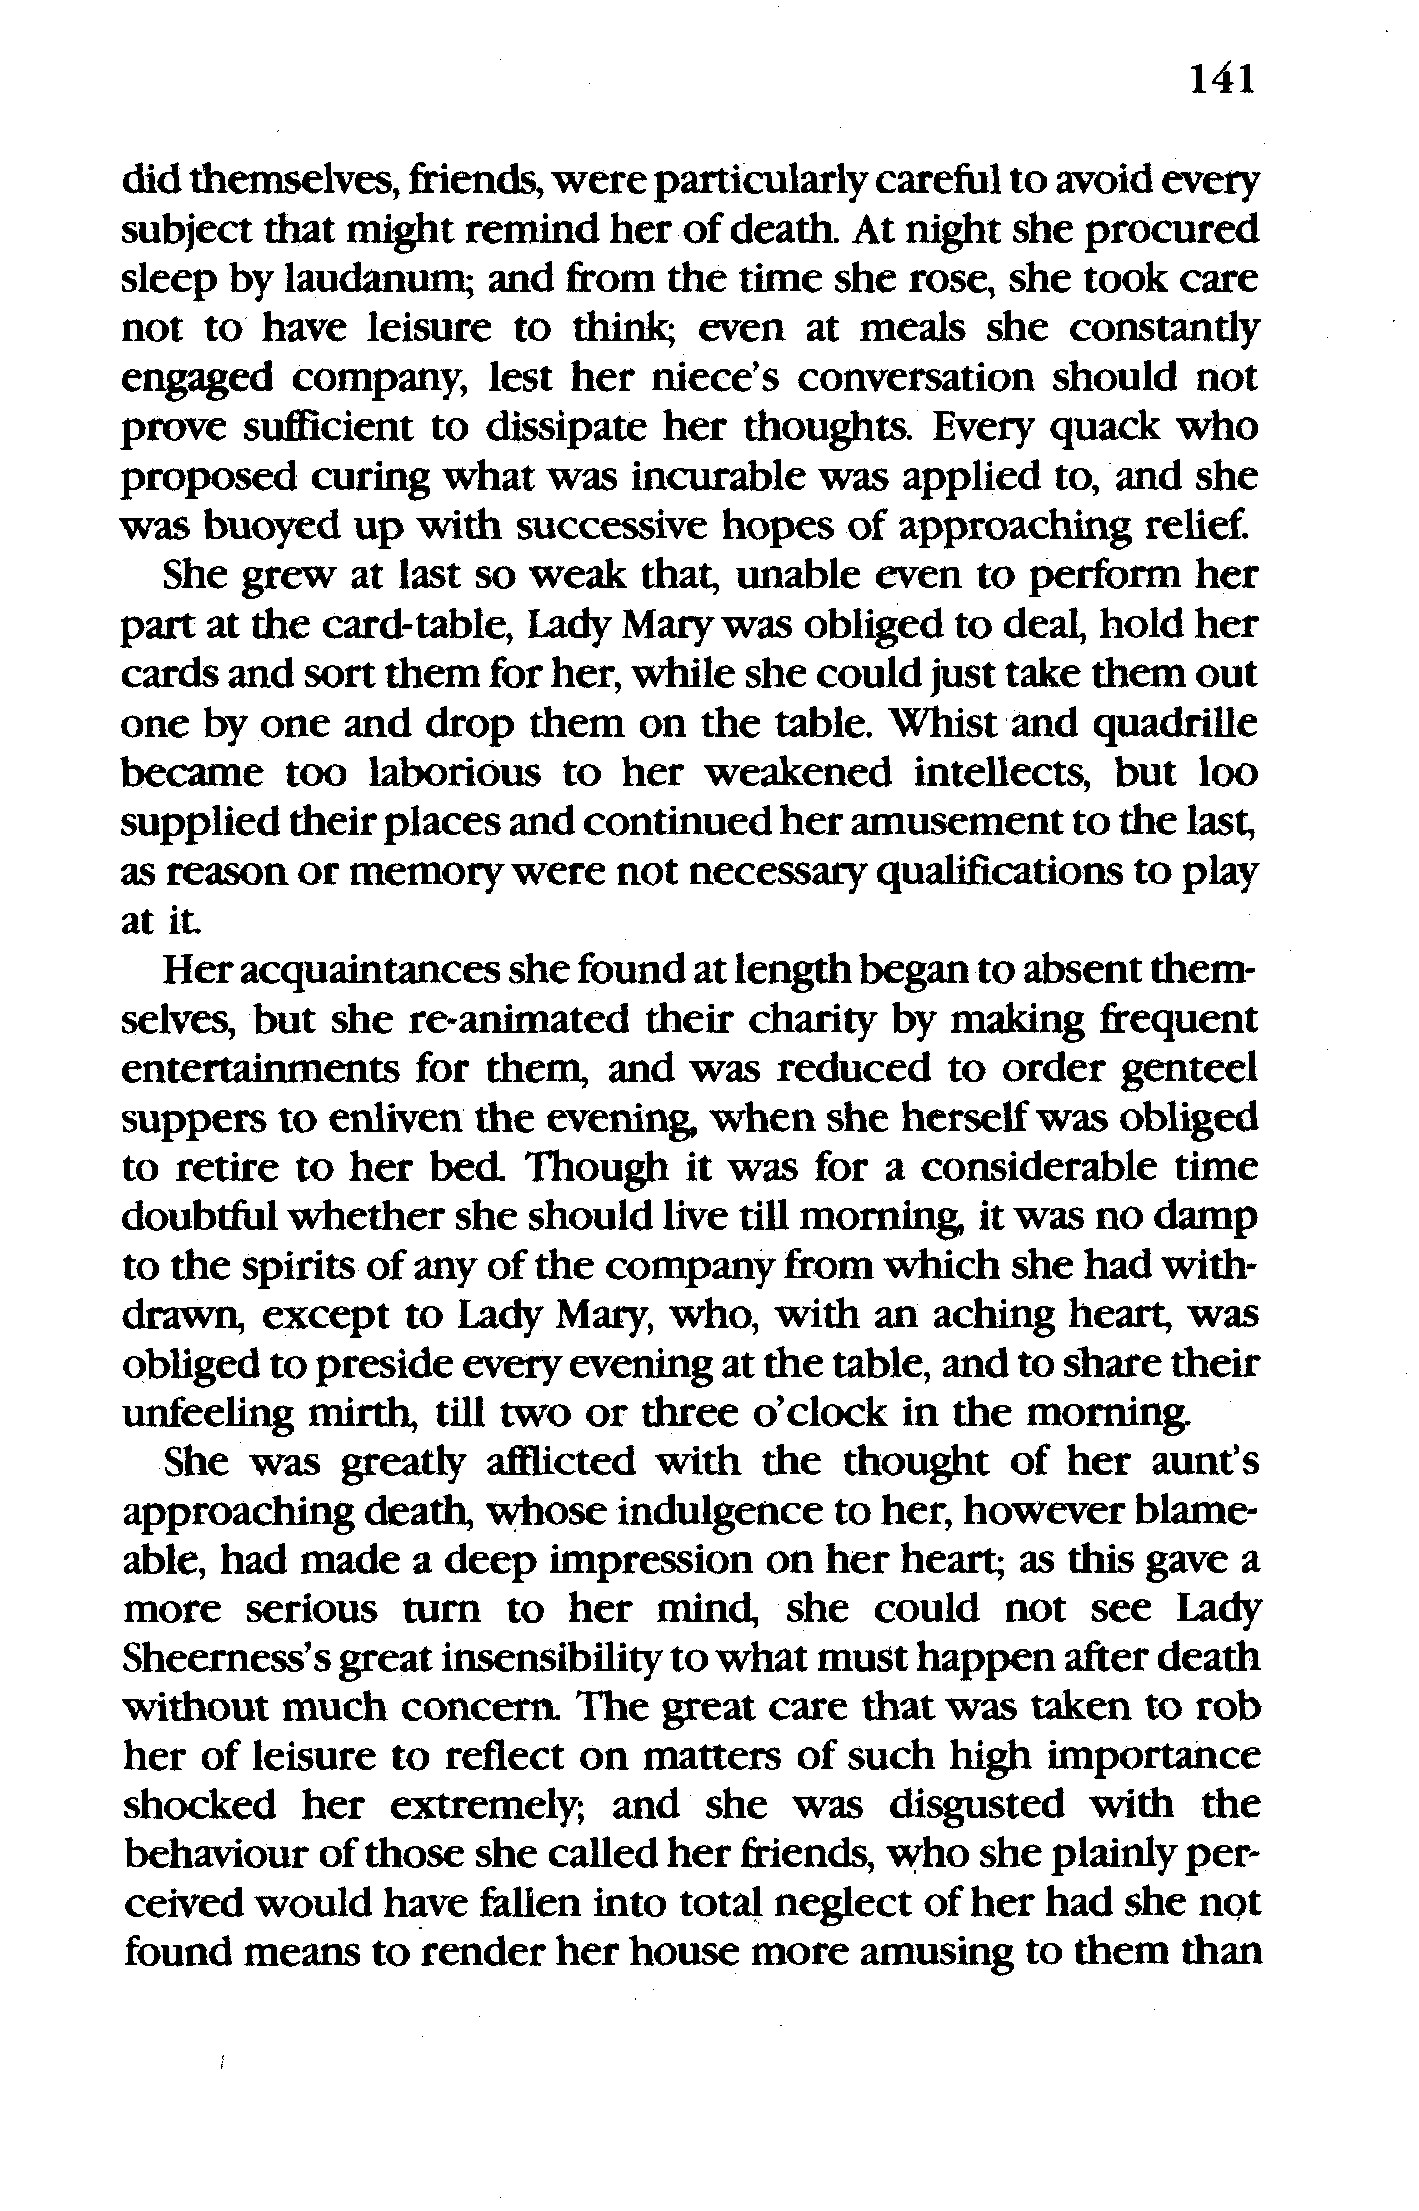 141
did themselves, friends, were particularly careful to avoid every
subject that might remind her of death. At night she procured
sleep by laudanum; and from the time she rose, she took care
not to have leisure to think; even at meals she constantly
engaged company, lest her niece's conversation should not
prove sufficient to dissipate her thoughts. Every quack who
proposed curing what was incurable was applied to, and she
was buoyed up with successive hopes of approaching relief.
She grew at last so weak that, unable even to perform her
part at the card-table, Lady Mary was obliged to deal, hold her
cards and sort them for her, while she could just take them out
one by one and drop them on the table. Whist and quadrille
became too laborious to her weakened intellects, but loo
supplied their places and continued her amusement to the last,
as reason or memory were not necessary qualifications to play
at it.
Her acquaintances she found at length began to absent them-
selves, but she re-animated their charity by making frequent
entertainments for them, and was reduced to order genteel
suppers to enliven the evening, when she herself was obliged
to retire to her bed. Though it was for a considerable time
doubtful whether she should live till morning, it was no damp
to the spirits of any of the company from which she had with-
drawn, except to Lady Mary, who, with an aching heart, was
obliged to preside every evening at the table, and to share their
unfeeling mirth, till two or three o'clock in the morning.
She was greatly afflicted with the thought of her aunt's
approaching death, whose indulgence to her, however blame-
able, had made a deep impression on her heart; as this gave a
more serious turn to her mind, she could not see Lady
Sheerness's great insensibility to what must happen after death
without much concern. The great care that was taken to rob
her of leisure to reflect on matters of such high importance
shocked her extremely; and she was disgusted with the
behaviour of those she called her friends, who she plainly per-
ceived would have fallen into total neglect of her had she not
found means to render her house more amusing to them than